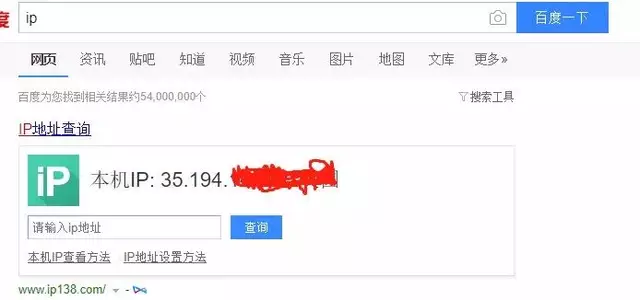 度 ip 百度一下
网页 资讯 贴吧 知道 视频 音乐 图片 地图 文库 更多»
百度为您找到相关结果约54,000,000个 搜索工具
IP地址查询
iP 本机IP: 35.194.
请输入ip地址 查询
本机IP查看方法 IP地址设置方法
www.ip138.com/